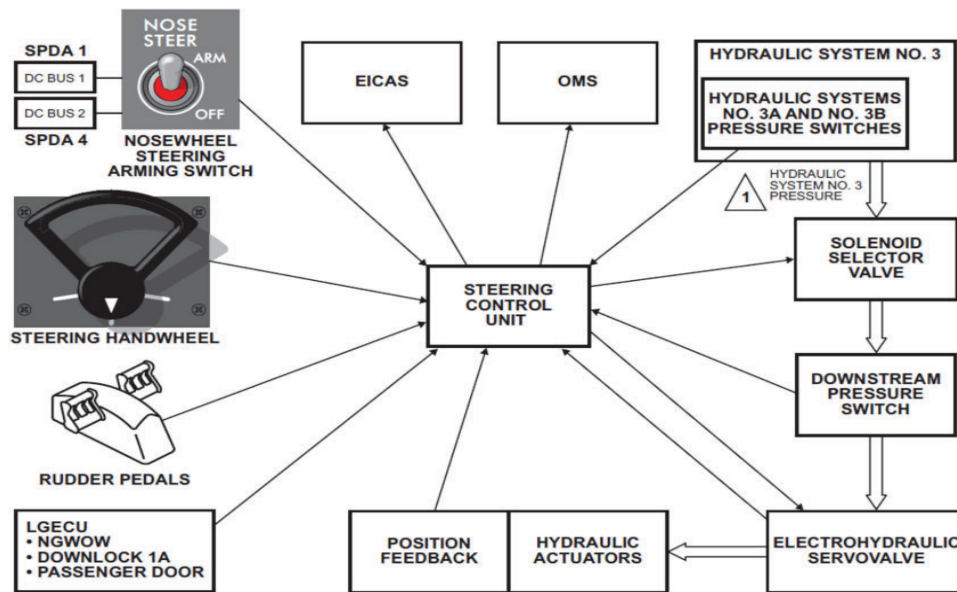 SPDA 1
DC BUS 1
DC BUS 2
SPDA 4
NOSE
STEER
ARM
OFF
NOSEWHEEL
STEERING
ARMING SWITCH
EICAS
OMS
HYDRAULIC SYSTEM NO. 3
HYDRAULIC SYSTEMS
NO. 3A AND NO. 3B
PRESSURE SWITCHES
1
HYDRAULIC
SYSTEM NO. 3
PRESSURE
STEERING HANDWHEEL
STEERING
CONTROL
UNIT
SOLENOID
SELECTOR
VALVE
DOWNSTREAM
PRESSURE
SWITCH
RUDDER PEDALS
LGECU
• NGWOW
• DOWNLOCK 1A
• PASSENGER DOOR
POSITION
FEEDBACK
HYDRAULIC
ACTUATORS
ELECTROHYDRAULIC
SERVOVALVE